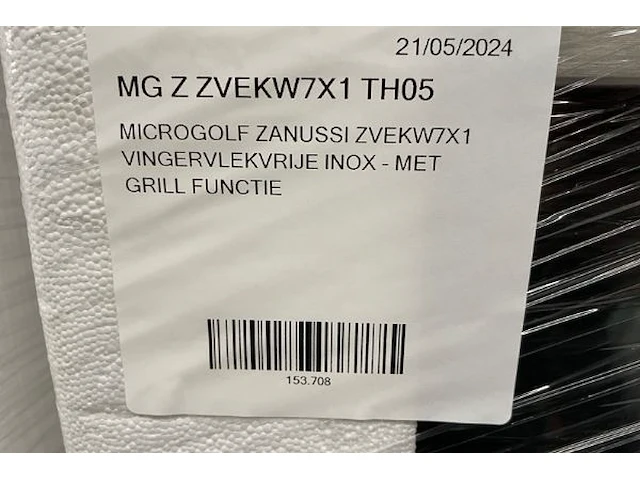 21/05/2024
MG Z ZVEKW7X1 TH05
MICROGOLF ZANUSSI ZVEKW7X1
VINGERVLEKVRIJE INOX - MET
GRILL FUNCTIE
153.708